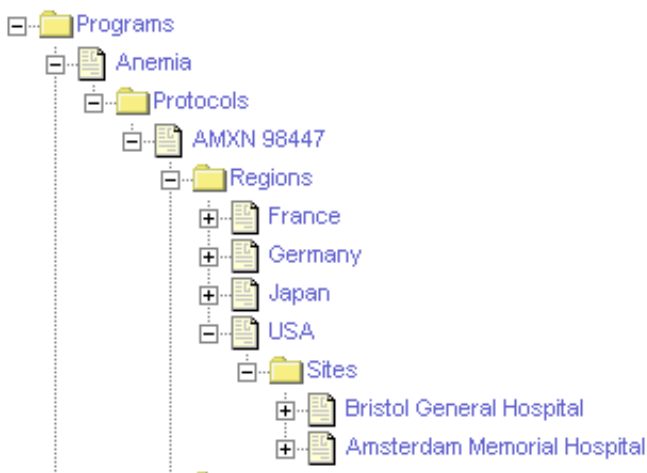 Programs
Anemia
Protocols
AMXN 98447
Regions
France
Germany
Japan
USA
Sites
Bristol General Hospital
Amsterdam Memorial Hospital